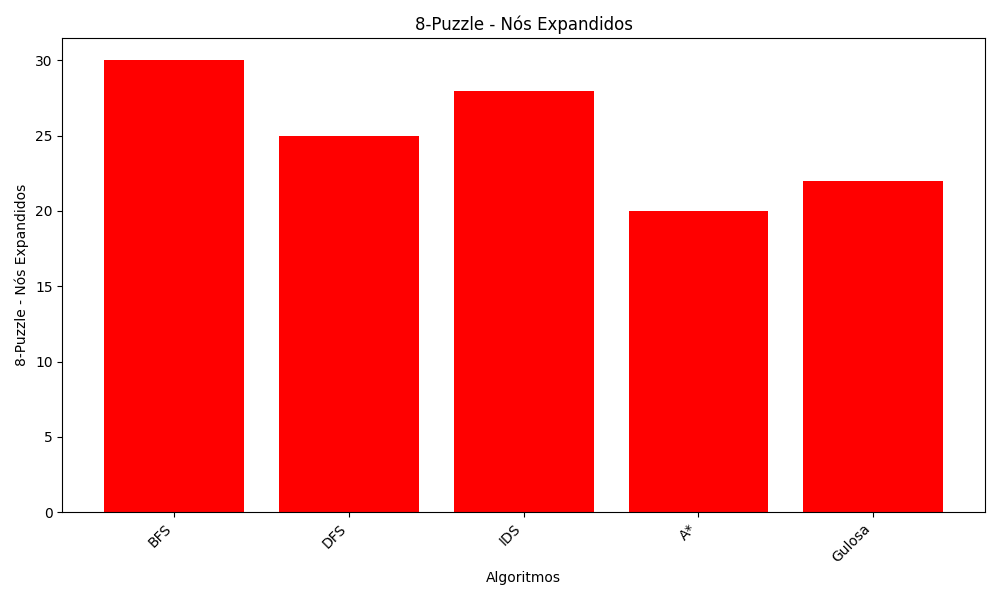 8-Puzzle - Nós Expandidos
8-Puzzle - Nós Expandidos
30
25
20
15
10
5
0
BFS
DFS
IDS
A*
Gulosa
Algoritmos